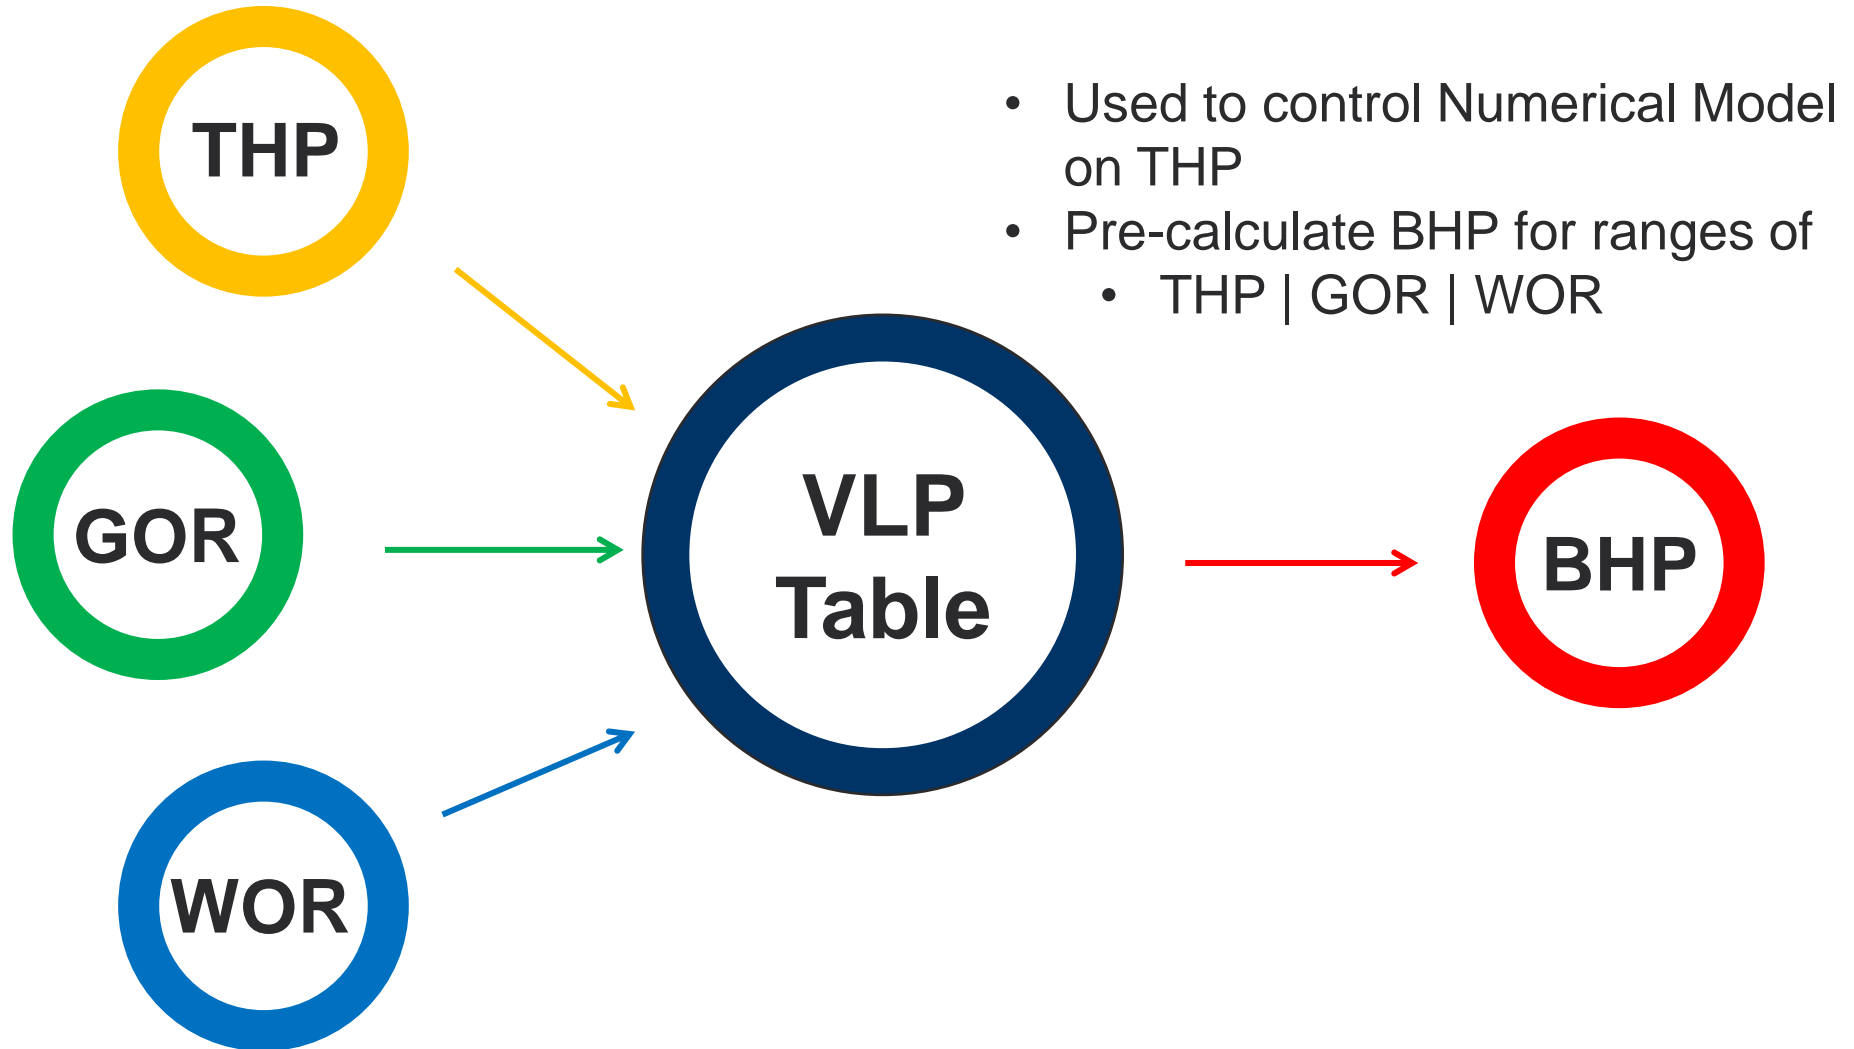 THP
• Used to control Numerical Model
on THP
• Pre-calculate BHP for ranges of
• THP | GOR | WOR
GOR
VLP
Table
BHP
WOR